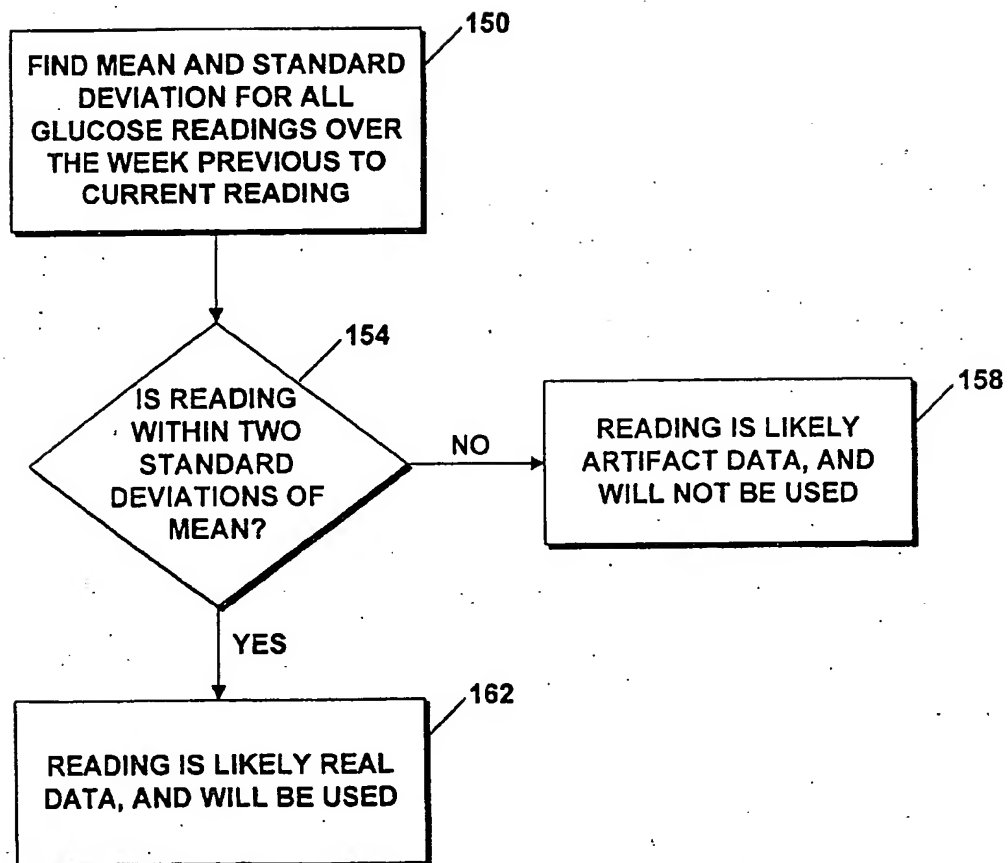 150
FIND MEAN AND STANDARD
DEVIATION FOR ALL
GLUCOSE READINGS OVER
THE WEEK PREVIOUS TO
CURRENT READING
154
IS READING
WITHIN TWO
STANDARD
DEVIATIONS OF
MEAN?
NO
158
READING IS LIKELY
ARTIFACT DATA, AND
WILL NOT BE USED
YES
162
READING IS LIKELY REAL
DATA, AND WILL BE USED